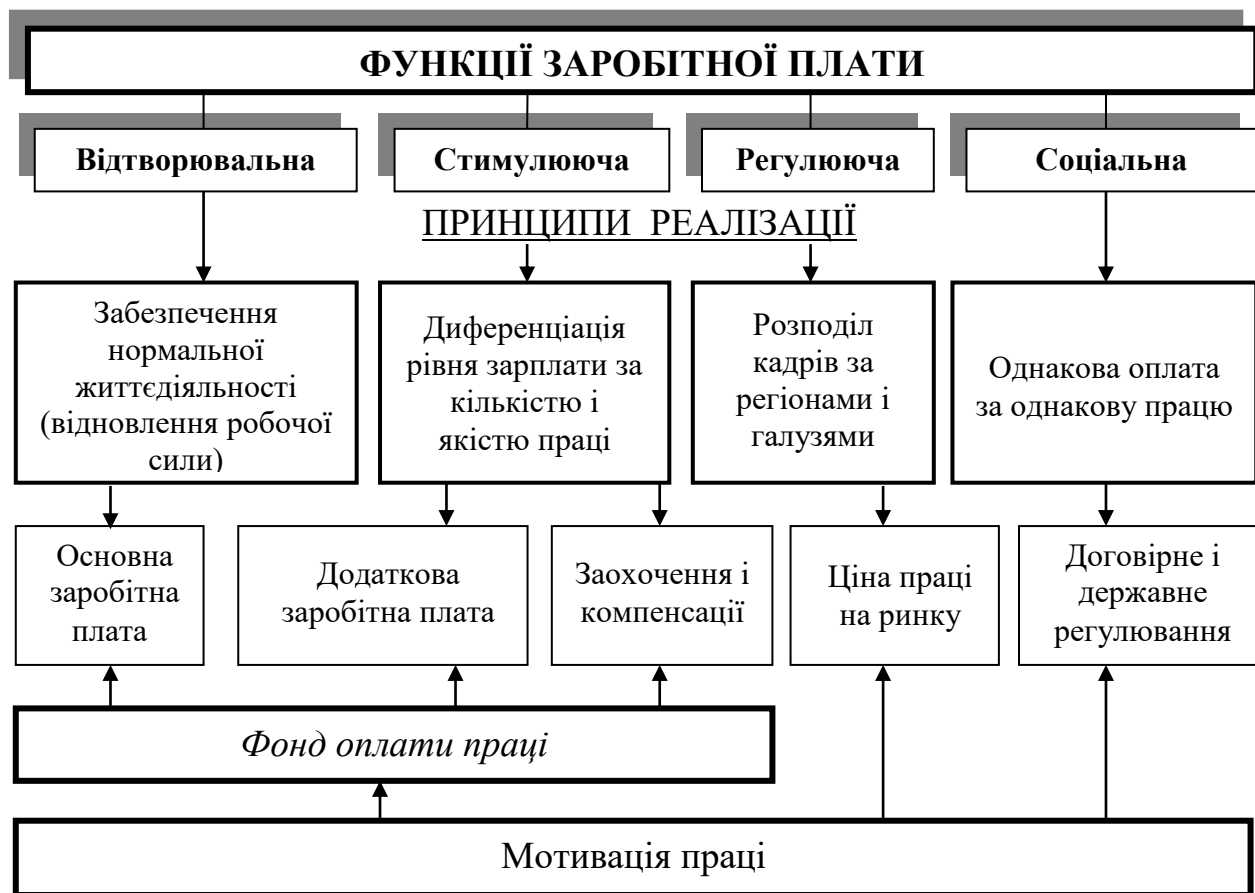 ФУНКЦІЇ ЗАРОБІТНОЇ ПЛАТИ
Відтворювальна
Стимулююча
Регулююча
Соціальна
ПРИНЦИПИ РЕАЛІЗАЦІЇ
Забезпечення
нормальної
життєдіяльності
(відновлення робочої
сили)
Диференціація
рівня зарплати за
кількістю і
якістю праці
Розподіл
кадрів за
регіонами і
галузями
Однакова оплата
за однакову працю
Основна
заробітна
плата
Додаткова
заробітна плата
Заохочення і
компенсації
Ціна праці
на ринку
Договірне і
державне
регулювання
Фонд оплати праці
Мотивація праці